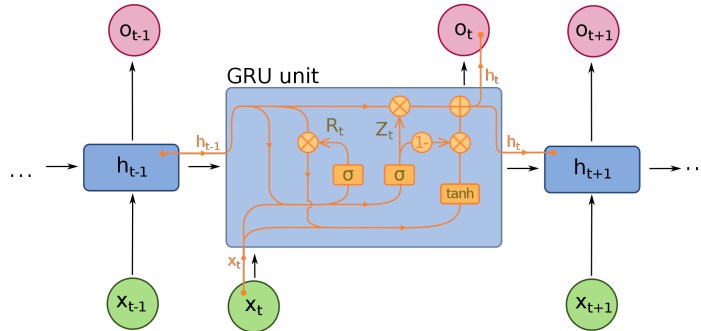 o_{t-1}
o_t
o_{t+1}
GRU unit
h_t
R_t
Z_t
h_{t-1}
1-
h_t
...
h_{t-1}
σ
σ
tanh
h_{t+1}
...
x_t
x_{t-1}
x_t
x_{t+1}